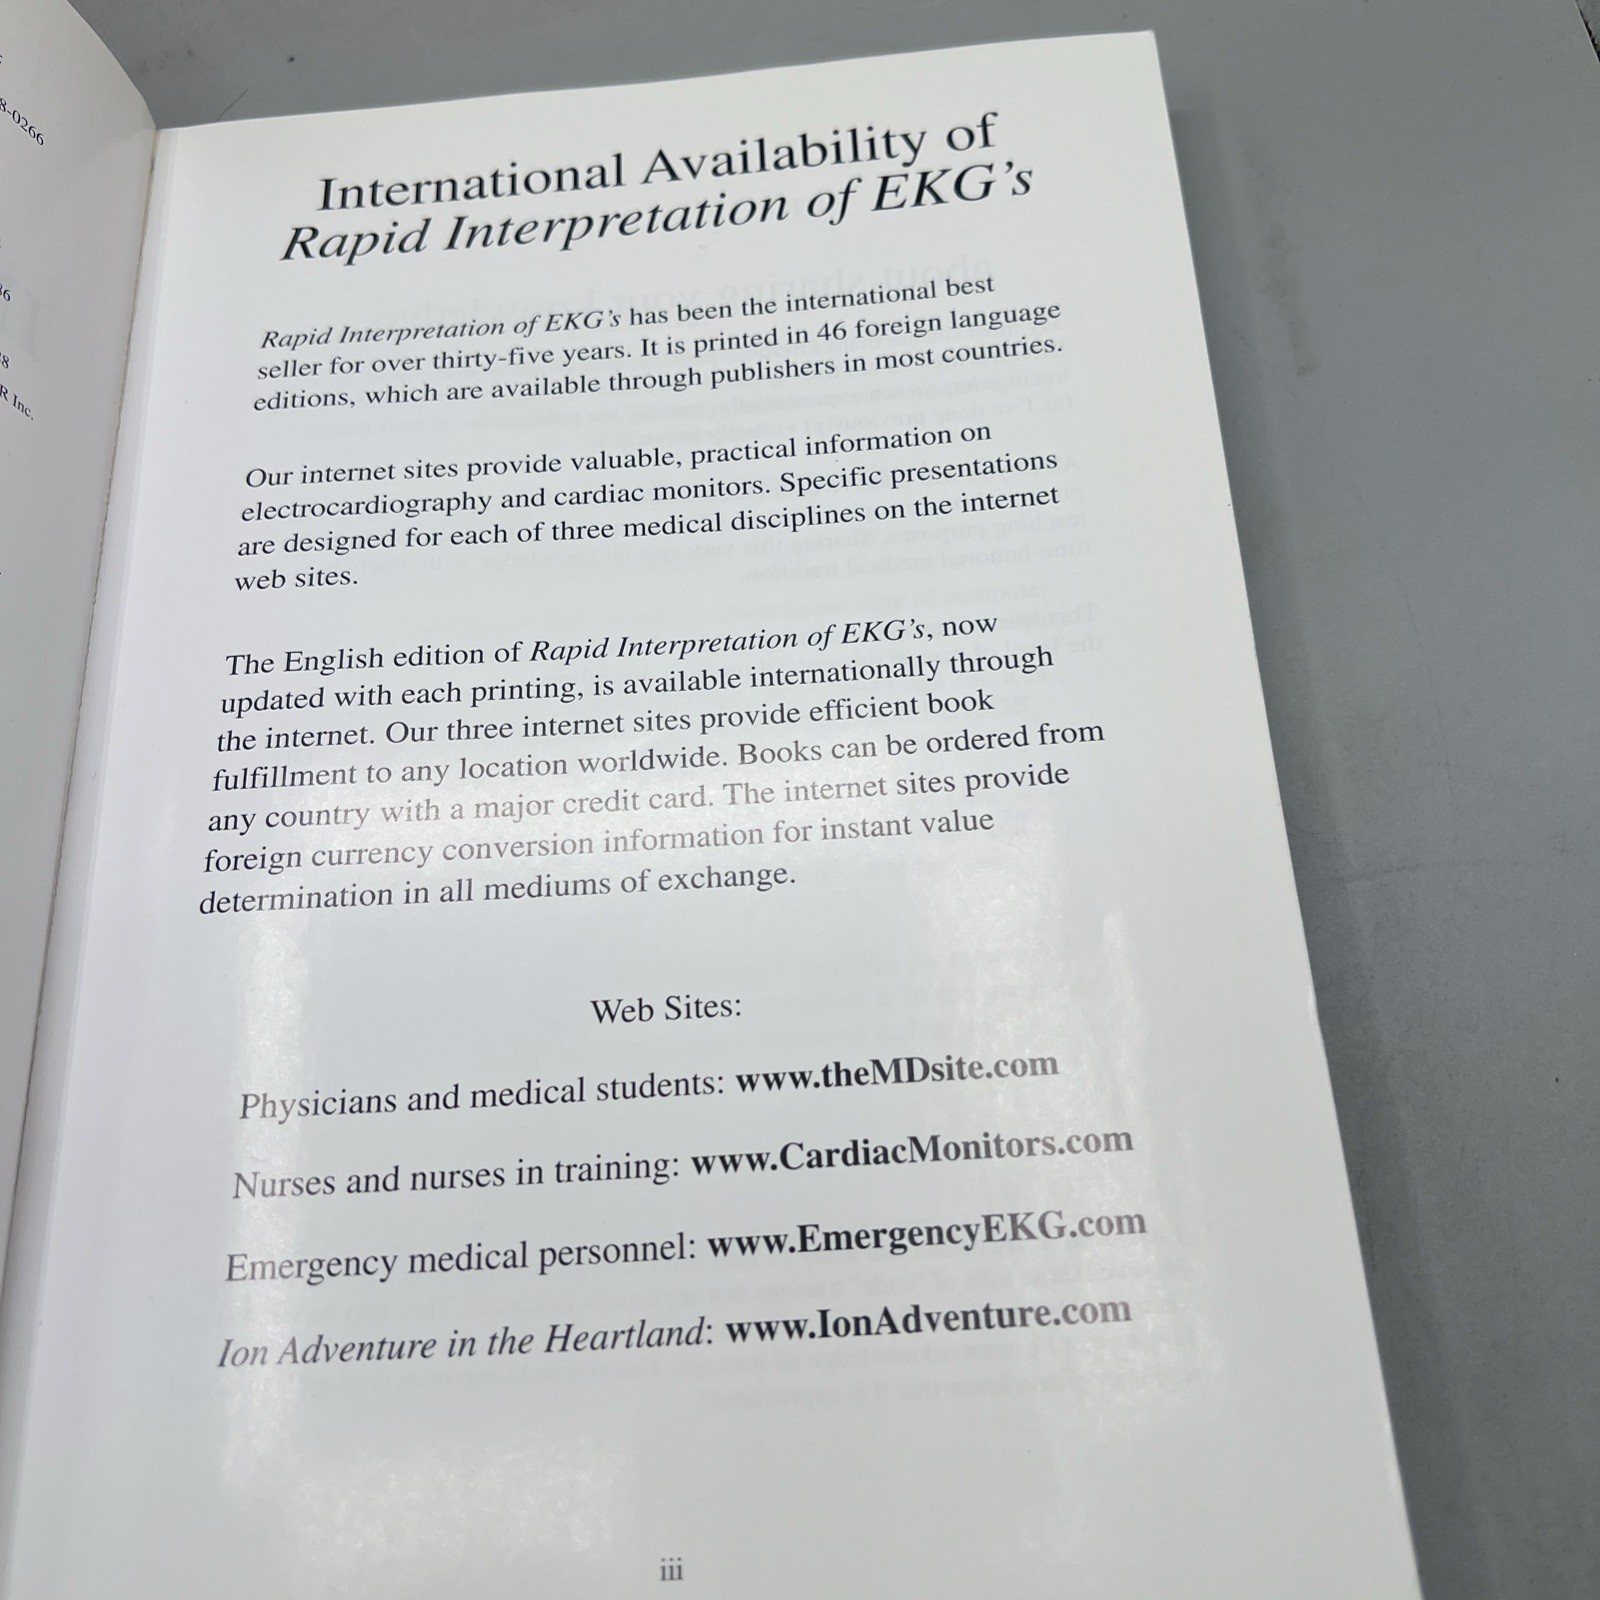 8-0266
36
R Inc.
International Availability of
Rapid Interpretation of EKG's
Rapid Interpretation of EKG's has been the international best
seller for over thirty-five years. It is printed in 46 foreign language
editions, which are available through publishers in most countries.
Our internet sites provide valuable, practical information on
electrocardiography and cardiac monitors. Specific presentations
are designed for each of three medical disciplines on the internet
web sites.
The English edition of Rapid Interpretation of EKG's, now
updated with each printing, is available internationally through
the internet. Our three internet sites provide efficient book
fulfillment to any location worldwide. Books can be ordered from
any country with a major credit card. The internet sites provide
foreign currency conversion information for instant value
determination in all mediums of exchange.
Web Sites:
Physicians and medical students: www.theMDsite.com
Nurses and nurses in training: www.CardiacMonitors.com
Emergency medical personnel: www.EmergencyEKG.com
Ion Adventure in the Heartland: www.IonAdventure.com
iii